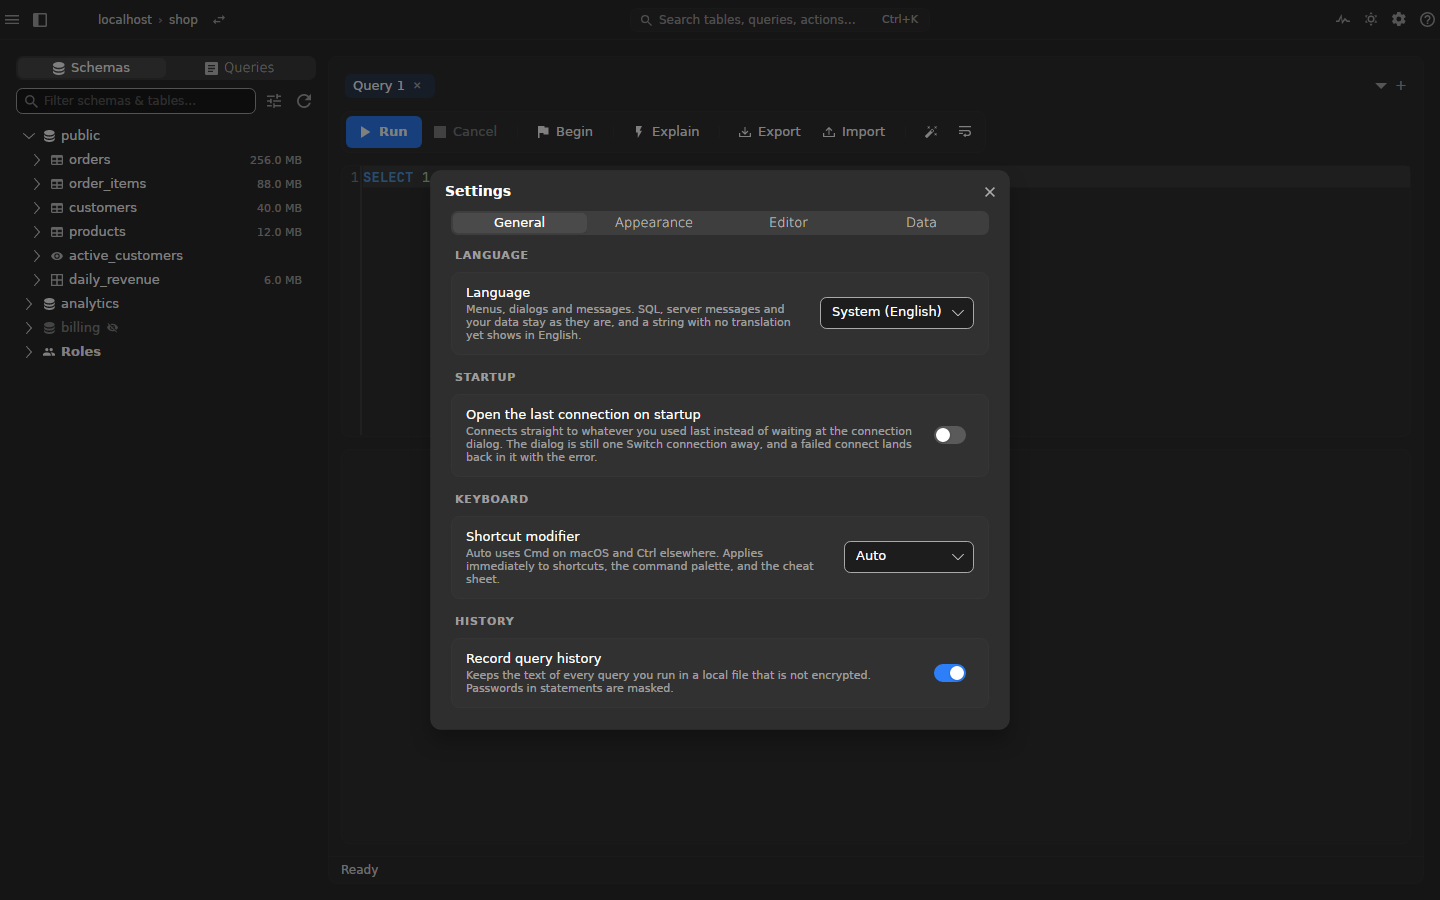 localhost › shop
Search tables, queries, actions... Ctrl+K
Schemas
Queries
Filter schemas & tables...
public
orders 256.0 MB
order_items 88.0 MB
customers 40.0 MB
products 12.0 MB
active_customers
daily_revenue 6.0 MB
analytics
billing
Roles
Query 1 ×
Run Cancel Begin Explain Export Import
1 SELECT 1
Settings
General Appearance Editor Data
LANGUAGE
Language
Menus, dialogs and messages. SQL, server messages and
your data stay as they are, and a string with no translation
yet shows in English.
System (English)
STARTUP
Open the last connection on startup
Connects straight to whatever you used last instead of waiting at the connection
dialog. The dialog is still one Switch connection away, and a failed connect lands
back in it with the error.
KEYBOARD
Shortcut modifier
Auto uses Cmd on macOS and Ctrl elsewhere. Applies
immediately to shortcuts, the command palette, and the cheat
sheet.
Auto
HISTORY
Record query history
Keeps the text of every query you run in a local file that is not encrypted.
Passwords in statements are masked.
Ready